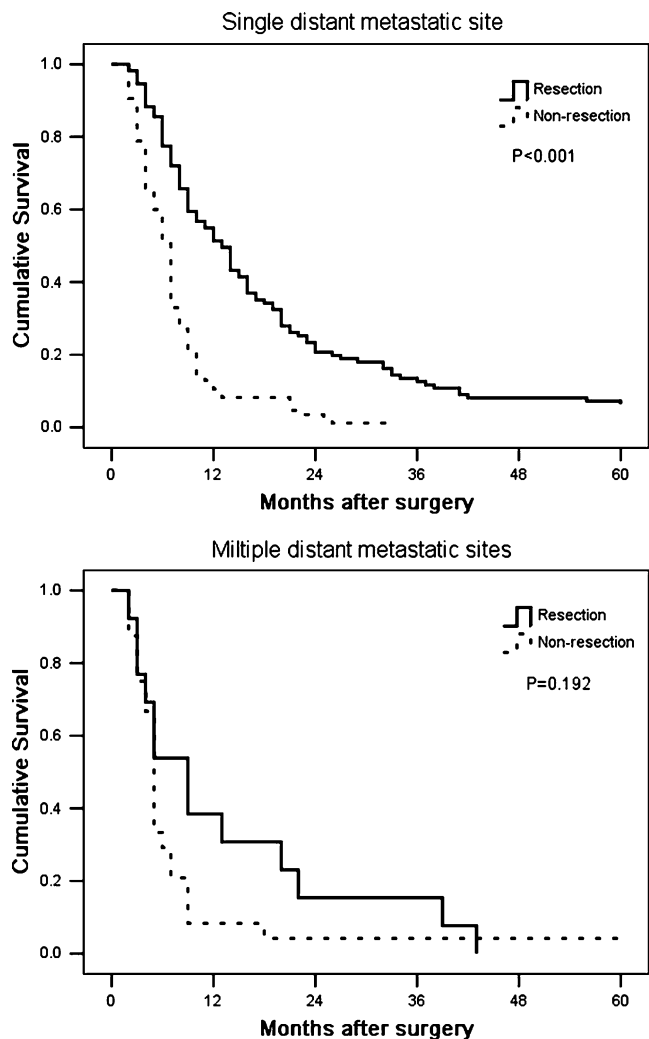 Single distant metastatic site
1.0
0.8
0.6
0.4
0.2
0.0
Cumulative Survival
Resection
Non-resection
P<0.001
0 12 24 36 48 60
Months after surgery
Miltiple distant metastatic sites
1.0
0.8
0.6
0.4
0.2
0.0
Cumulative Survival
Resection
Non-resection
P=0.192
0 12 24 36 48 60
Months after surgery